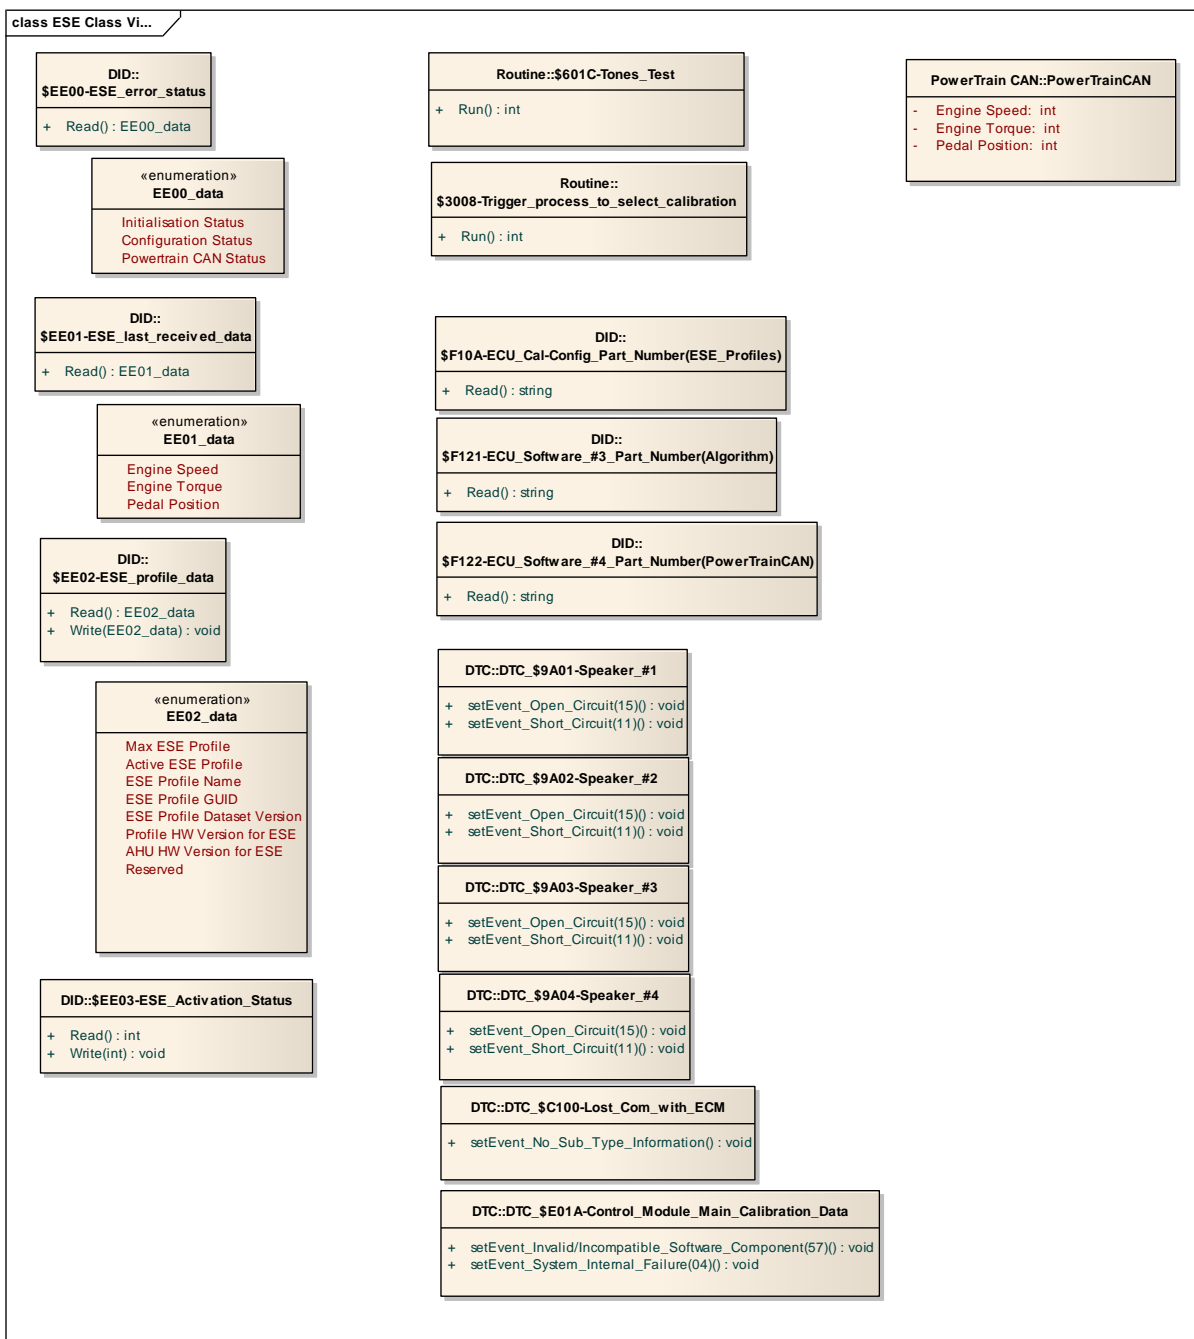 class ESE Class Vi...
DID::
$EE00-ESE_error_status
+ Read() : EE00_data
«enumeration»
EE00_data
Initialisation Status
Configuration Status
Powertrain CAN Status
DID::
$EE01-ESE_last_received_data
+ Read() : EE01_data
«enumeration»
EE01_data
Engine Speed
Engine Torque
Pedal Position
DID::
$EE02-ESE_profile_data
+ Read() : EE02_data
+ Write(EE02_data) : void
«enumeration»
EE02_data
Max ESE Profile
Active ESE Profile
ESE Profile Name
ESE Profile GUID
ESE Profile Dataset Version
Profile HW Version for ESE
AHU HW Version for ESE
Reserved
DID::$EE03-ESE_Activation_Status
+ Read() : int
+ Write(int) : void
Routine::$601C-Tones_Test
+ Run() : int
Routine::
$3008-Trigger_process_to_select_calibration
+ Run() : int
DID::
$F10A-ECU_Cal-Config_Part_Number(ESE_Profiles)
+ Read() : string
DID::
$F121-ECU_Software_#3_Part_Number(Algorithm)
+ Read() : string
DID::
$F122-ECU_Software_#4_Part_Number(PowerTrainCAN)
+ Read() : string
DTC::DTC_$9A01-Speaker_#1
+ setEvent_Open_Circuit(15)() : void
+ setEvent_Short_Circuit(11)() : void
DTC::DTC_$9A02-Speaker_#2
+ setEvent_Open_Circuit(15)() : void
+ setEvent_Short_Circuit(11)() : void
DTC::DTC_$9A03-Speaker_#3
+ setEvent_Open_Circuit(15)() : void
+ setEvent_Short_Circuit(11)() : void
DTC::DTC_$9A04-Speaker_#4
+ setEvent_Open_Circuit(15)() : void
+ setEvent_Short_Circuit(11)() : void
DTC::DTC_$C100-Lost_Com_with_ECM
+ setEvent_No_Sub_Type_Information() : void
DTC::DTC_$E01A-Control_Module_Main_Calibration_Data
+ setEvent_Invalid/Incompatible_Software_Component(57)() : void
+ setEvent_System_Internal_Failure(04)() : void
PowerTrain CAN::PowerTrainCAN
- Engine Speed: int
- Engine Torque: int
- Pedal Position: int